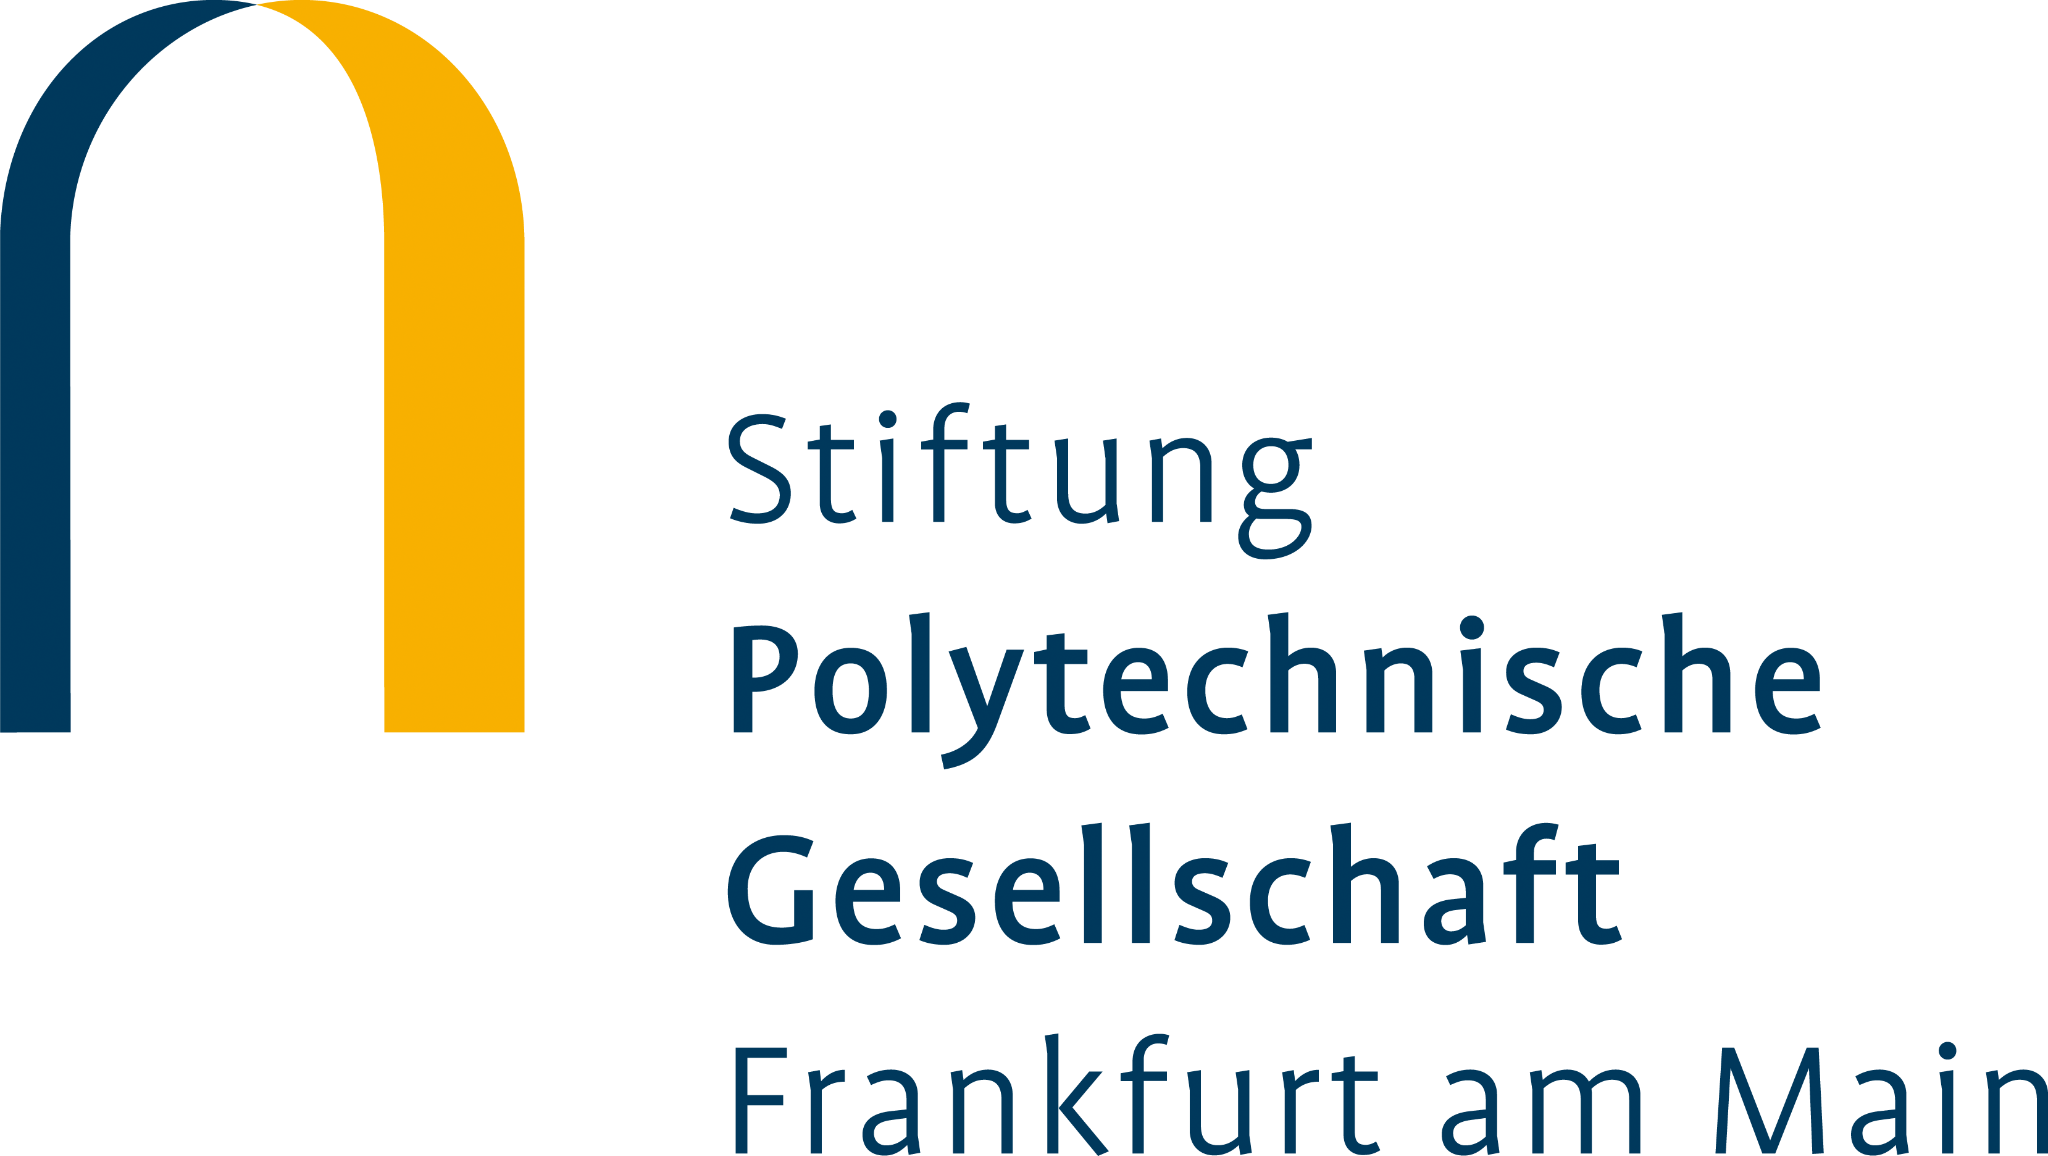 Stiftung
Polytechnische
Gesellschaft
Frankfurt am Main